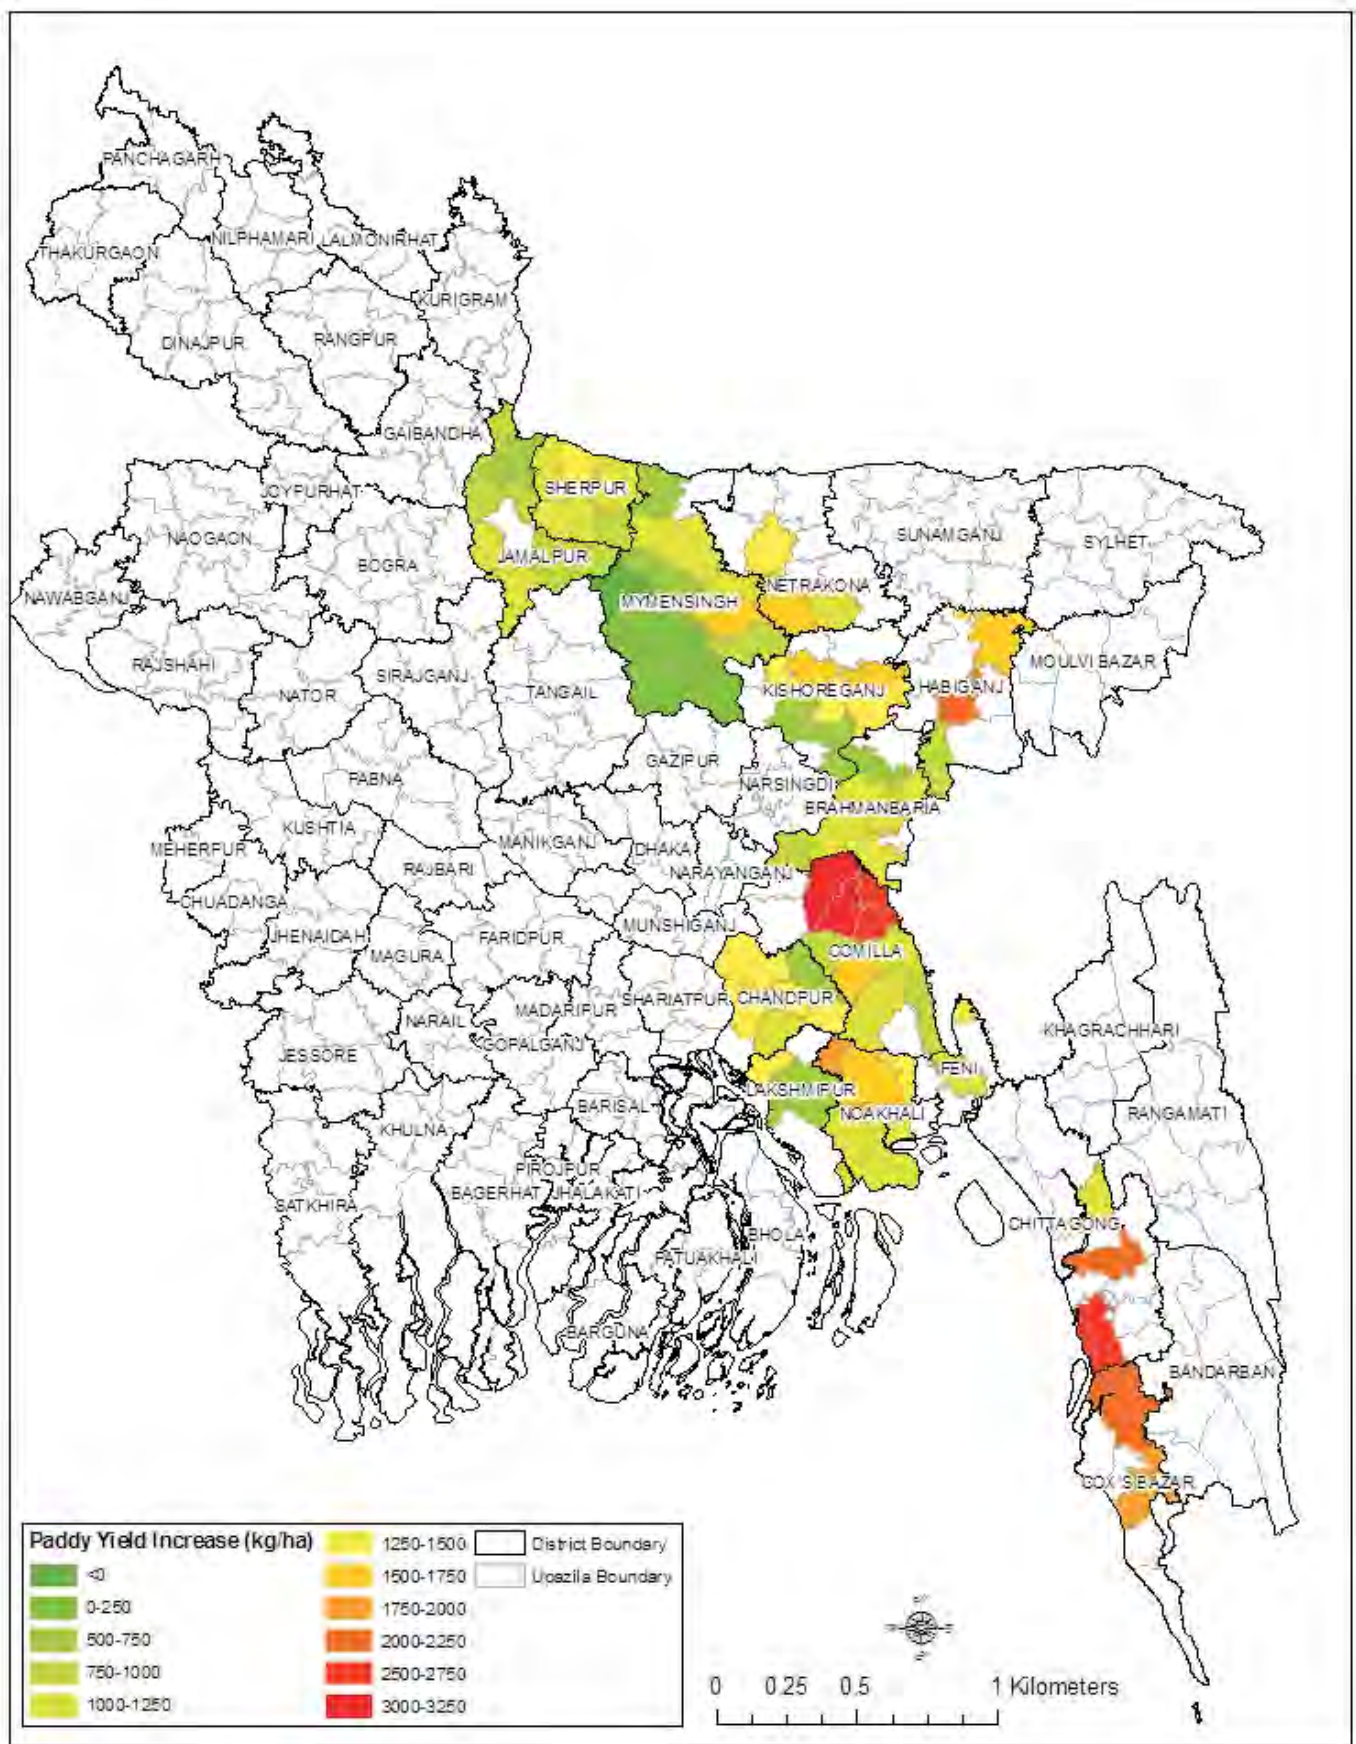 PANCHAGARH
THAKURGAON
NILPHAMARI
LALMONIRHAT
KURIGRAM
DINAJPUR
RANGPUR
GAIBANDHA
JOYPURHAT
SHERPUR
NAOGAON
BOGRA
JAMALPUR
SUNAMGANJ
SYLHET
NAWABGANJ
MYMENSINGH
NETRAKONA
RAJSHAHI
NATOR
SIRAJGANJ
TANGAIL
KISHOREGANJ
HABIGANJ
MOULVI BAZAR
PABNA
GAZIPUR
NARSINGDI
BRAHMANBARIA
KUSHTIA
MEHERPUR
RAJBARI
MANIKGANJ
DHAKA
NARAYANGANJ
CHUADANGA
JHENAIDAH
MAGURA
FARIDPUR
MUNSHIGANJ
COMILLA
SHARIATPUR
CHANDPUR
MADARIPUR
NARAIL
GOPALGANJ
JESSORE
KHAGRACHHARI
FENI
LAKSHMIPUR
NOAKHALI
RANGAMATI
BARISAL
KHULNA
PIROJPUR
BAGERHAT
JHALAKATI
SATKHIRA
BHOLA
PATUAKHALI
CHITTAGONG
BARGUNA
BANDARBAN
COX'S BAZAR
Paddy Yield Increase (kg/ha)
<0
0-250
500-750
750-1000
1000-1250
1250-1500
1500-1750
1750-2000
2000-2250
2500-2750
3000-3250
District Boundary
Upazila Boundary
0 0.25 0.5 1 Kilometers